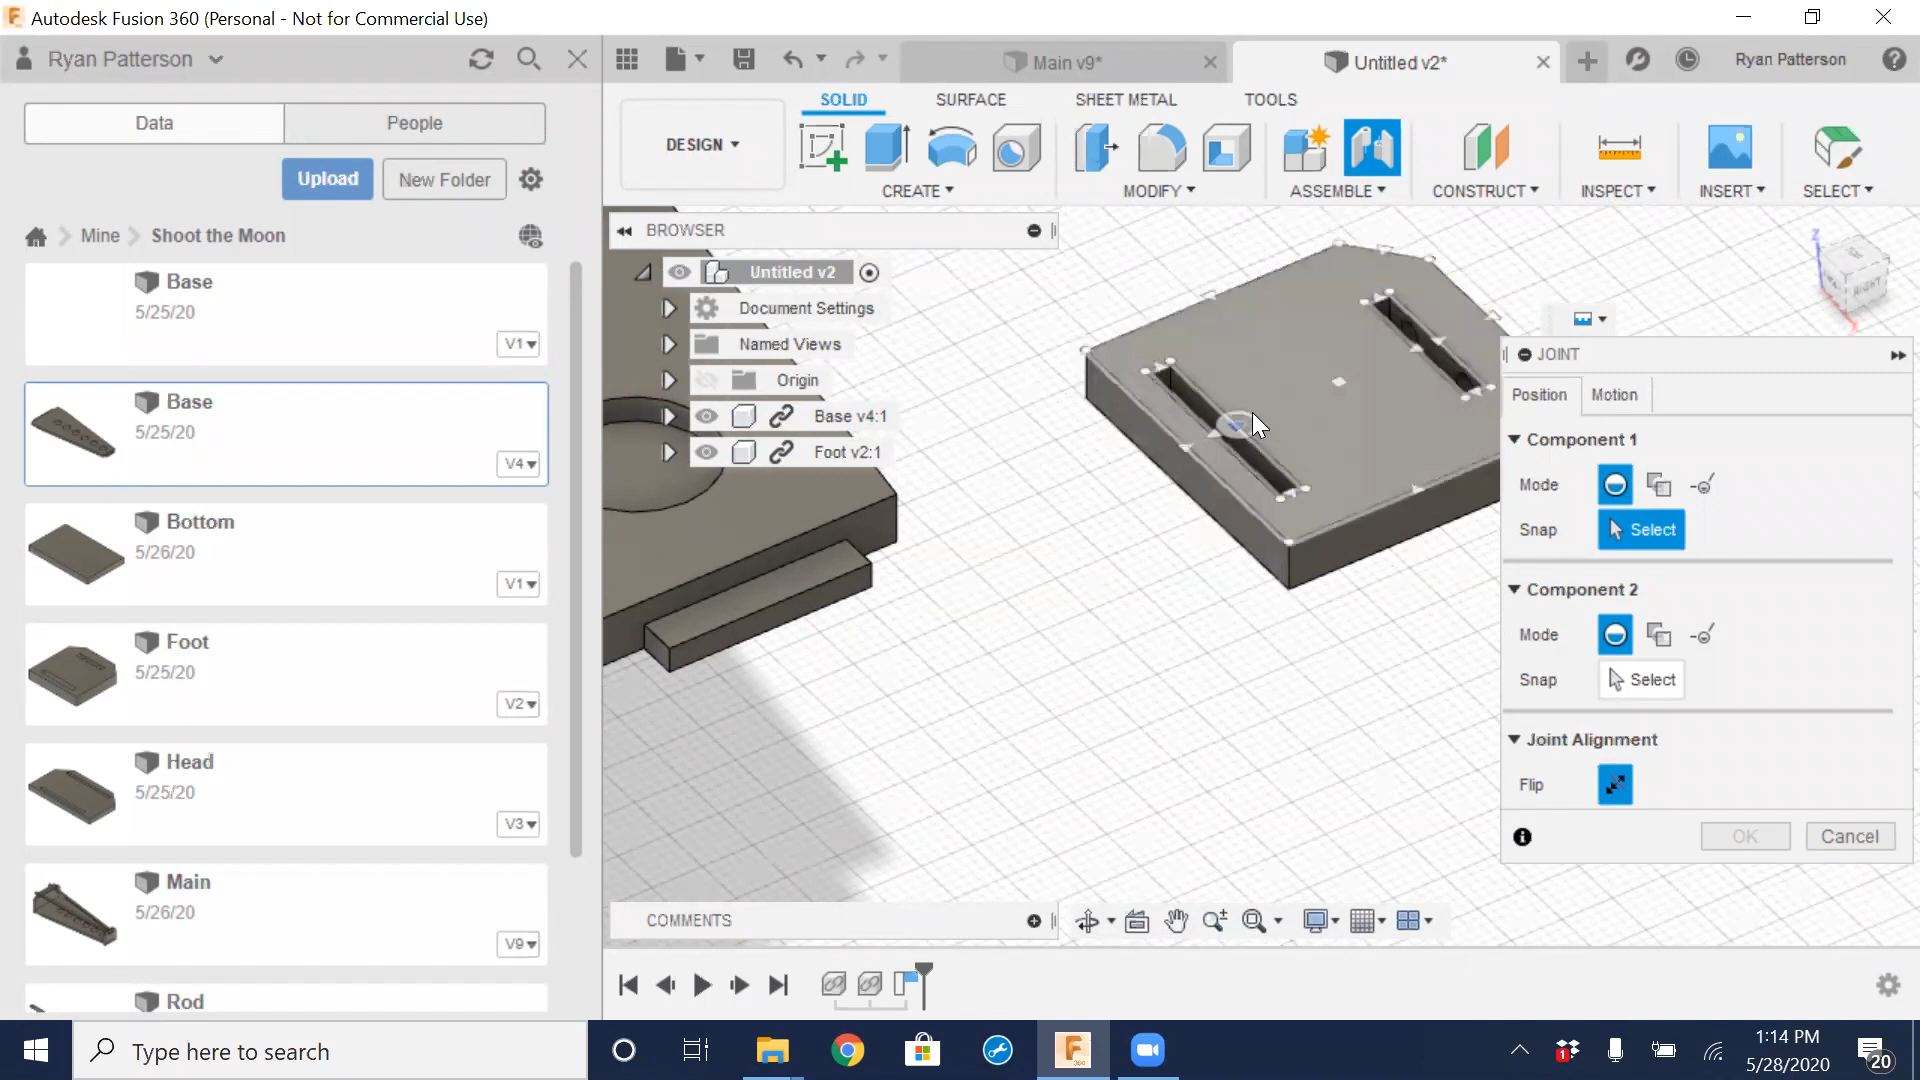 Autodesk Fusion 360 (Personal - Not for Commercial Use)
Ryan Patterson
Main v9*
Untitled v2*
Ryan Patterson
Data
People
Upload
New Folder
Mine
Shoot the Moon
Base
5/25/20
V1
Base
5/25/20
V4
Bottom
5/26/20
V1
Foot
5/25/20
V2
Head
5/25/20
V3
Main
5/26/20
V9
Rod
DESIGN
SOLID
SURFACE
SHEET METAL
TOOLS
CREATE
MODIFY
ASSEMBLE
CONSTRUCT
INSPECT
INSERT
SELECT
BROWSER
Untitled v2
Document Settings
Named Views
Origin
Base v4:1
Foot v2:1
Z
RIGHT
JOINT
Position
Motion
Component 1
Mode
Snap
Select
Component 2
Mode
Snap
Select
Joint Alignment
Flip
OK
Cancel
COMMENTS
Type here to search
F
360
1
1:14 PM
5/28/2020
20